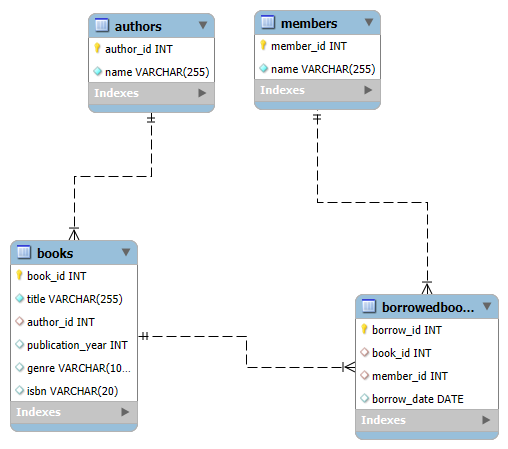 authors
author_id INT
name VARCHAR(255)
Indexes
members
member_id INT
name VARCHAR(255)
Indexes
books
book_id INT
title VARCHAR(255)
author_id INT
publication_year INT
genre VARCHAR(10...
isbn VARCHAR(20)
Indexes
borrowedboo...
borrow_id INT
book_id INT
member_id INT
borrow_date DATE
Indexes